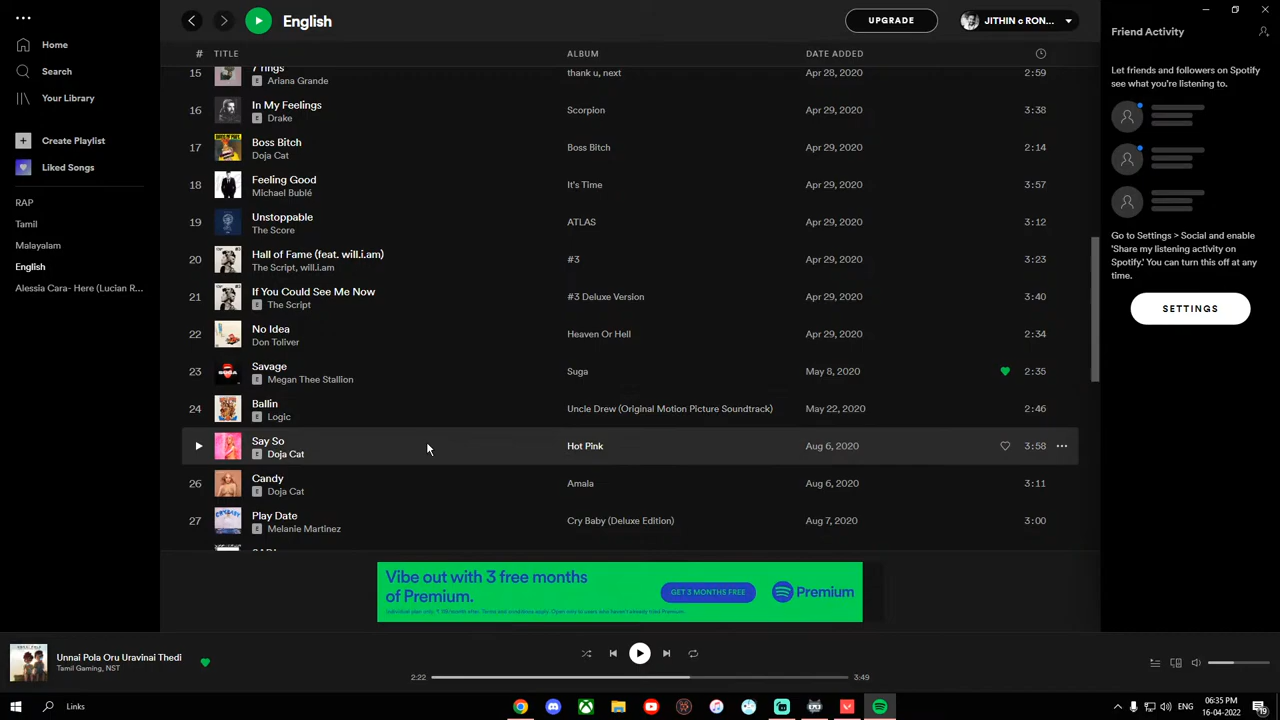 English
UPGRADE
JITHIN c RON...
Home
Search
Your Library
Create Playlist
Liked Songs
RAP
Tamil
Malayalam
English
Alessia Cara- Here (Lucian R...
# TITLE ALBUM DATE ADDED
15 7 rings thank u, next Apr 28, 2020 2:59
E Ariana Grande
16 In My Feelings Scorpion Apr 29, 2020 3:38
E Drake
17 Boss Bitch Boss Bitch Apr 29, 2020 2:14
Doja Cat
18 Feeling Good It's Time Apr 29, 2020 3:57
Michael Bublé
19 Unstoppable ATLAS Apr 29, 2020 3:12
The Score
20 Hall of Fame (feat. will.i.am) #3 Apr 29, 2020 3:23
The Script, will.i.am
21 If You Could See Me Now #3 Deluxe Version Apr 29, 2020 3:40
E The Script
22 No Idea Heaven Or Hell Apr 29, 2020 2:34
Don Toliver
23 Savage Suga May 8, 2020 2:35
E Megan Thee Stallion
24 Ballin Uncle Drew (Original Motion Picture Soundtrack) May 22, 2020 2:46
E Logic
Say So Hot Pink Aug 6, 2020 3:58
E Doja Cat
26 Candy Amala Aug 6, 2020 3:11
E Doja Cat
27 Play Date Cry Baby (Deluxe Edition) Aug 7, 2020 3:00
E Melanie Martinez
Friend Activity
Let friends and followers on Spotify
see what you're listening to.
Go to Settings > Social and enable
'Share my listening activity on
Spotify.' You can turn this off at any
time.
SETTINGS
Vibe out with 3 free months
of Premium.
GET 3 MONTHS FREE
Premium
Unnai Pola Oru Uravinai Thedi
Tamil Gaming, NST
2:22
3:49
Links
ENG
06:35 PM
16-04-2022
19